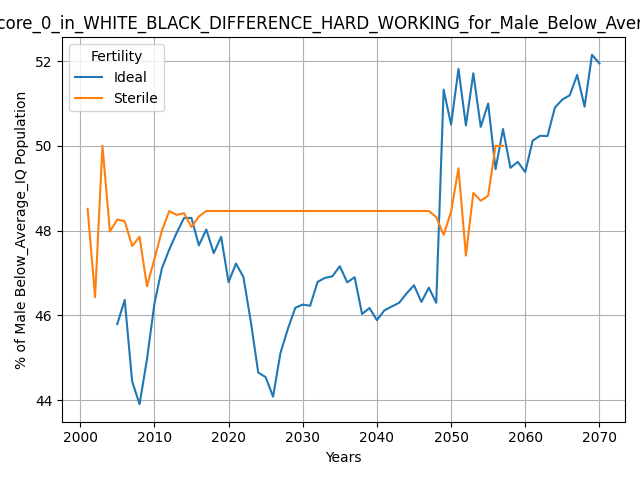 core_0_in_WHITE_BLACK_DIFFERENCE_HARD_WORKING_for_Male_Below_Aver
Fertility
Ideal
Sterile
% of Male Below_Average_IQ Population
52
50
48
46
44
2000 2010 2020 2030 2040 2050 2060 2070
Years